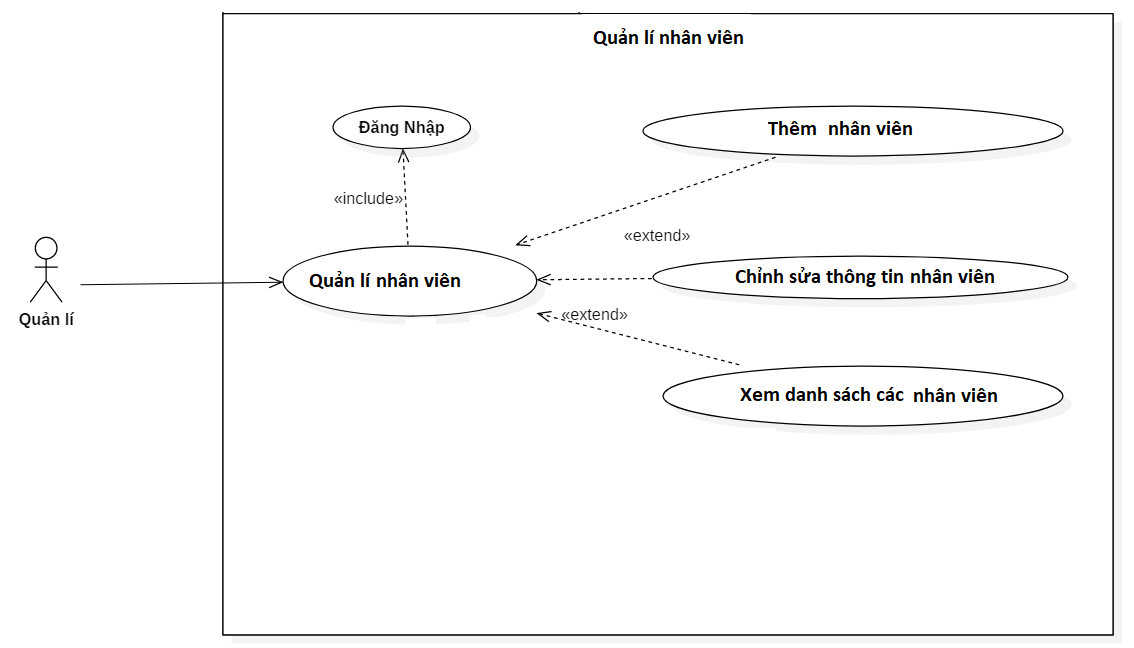 Quản lí nhân viên
Đăng Nhập
Thêm nhân viên
«include»
«extend»
Quản lí nhân viên
Chỉnh sửa thông tin nhân viên
«extend»
Quản lí
Xem danh sách các nhân viên